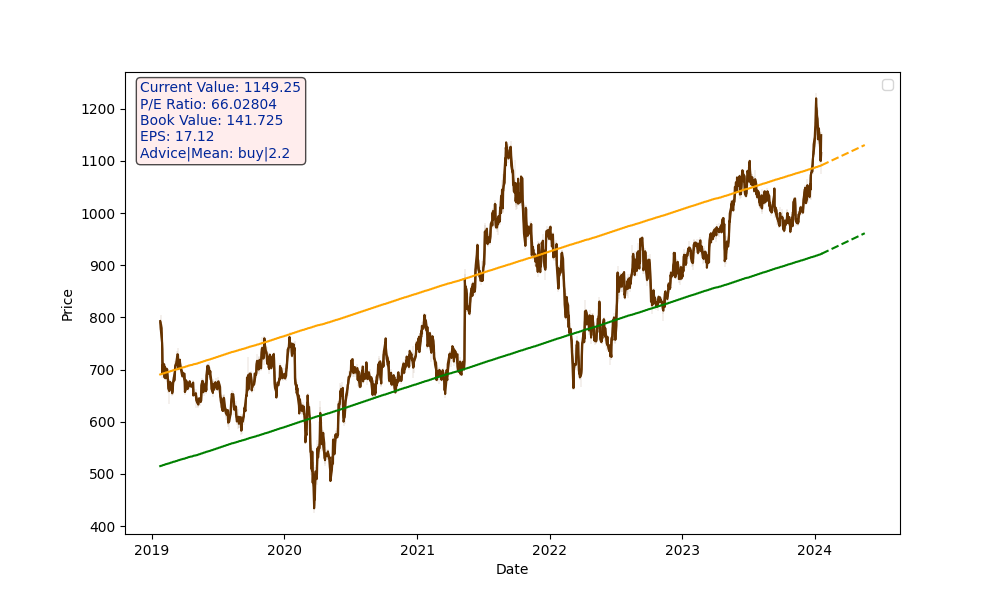 Current Value: 1149.25
P/E Ratio: 66.02804
Book Value: 141.725
EPS: 17.12
Advice|Mean: buy|2.2
1200
1100
1000
900
800
700
600
500
400
Price
2019 2020 2021 2022 2023 2024
Date